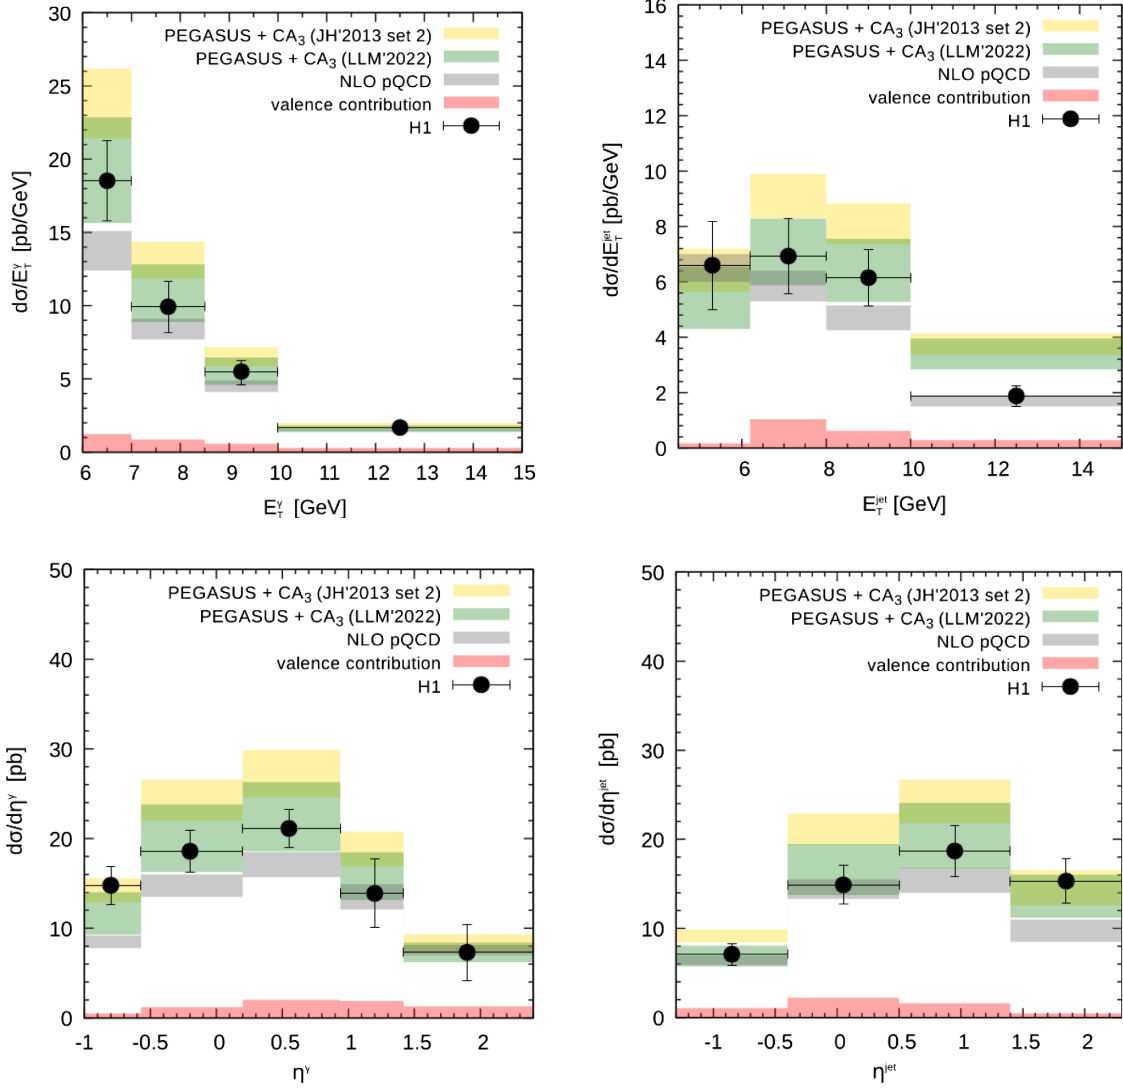 PEGASUS + CA3 (JH'2013 set 2)
PEGASUS + CA3 (LLM'2022)
NLO pQCD
valence contribution
H1
dσ/E_T^γ [pb/GeV]
30
25
20
15
10
5
0
6 7 8 9 10 11 12 13 14 15
E_T^γ [GeV]
PEGASUS + CA3 (JH'2013 set 2)
PEGASUS + CA3 (LLM'2022)
NLO pQCD
valence contribution
H1
dσ/dE_T^jet [pb/GeV]
16
14
12
10
8
6
4
2
0
6 8 10 12 14
E_T^jet [GeV]
PEGASUS + CA3 (JH'2013 set 2)
PEGASUS + CA3 (LLM'2022)
NLO pQCD
valence contribution
H1
dσ/dη^γ [pb]
50
40
30
20
10
0
-1 -0.5 0 0.5 1 1.5 2
η^γ
PEGASUS + CA3 (JH'2013 set 2)
PEGASUS + CA3 (LLM'2022)
NLO pQCD
valence contribution
H1
dσ/dη^jet [pb]
50
40
30
20
10
0
-1 -0.5 0 0.5 1 1.5 2
η^jet